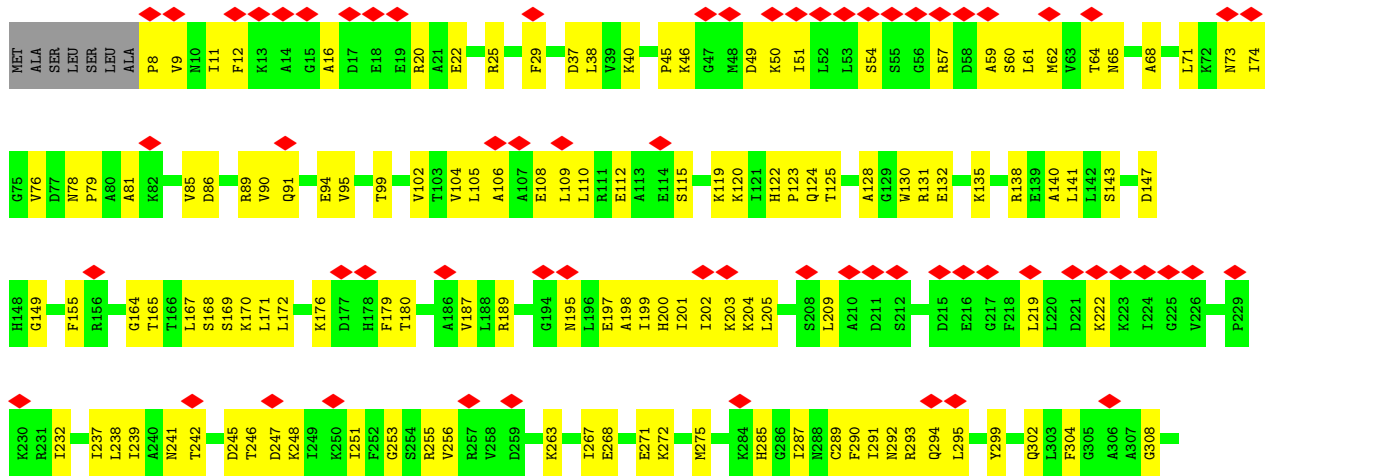 MET ALA SER LEU SER LEU ALA P8 V9 N10 I11 F12 K13 A14 G15 A16 D17 E18 E19 R20 A21 E22 R25 F29 D37 L38 V39 K40 P45 K46 G47 M48 D49 K50 I51 L52 L53 S54 S55 G56 R57 D58 A59 S60 L61 M62 V63 T64 N65 A68 L71 K72 N73 I74
G75 V76 D77 N78 P79 A80 A81 K82 V85 D86 R89 V90 Q91 E94 V95 T99 V102 T103 V104 L105 A106 A107 E108 L109 L110 R111 E112 A113 E114 S115 K119 K120 I121 H122 P123 Q124 T125 A128 G129 W130 R131 E132 K135 R138 E139 A140 L141 L142 S143 D147
H148 G149 F155 R156 G164 T165 T166 L167 S168 S169 K170 L171 L172 K176 D177 H178 F179 T180 A186 V187 L188 R189 G194 N195 L196 E197 A198 I199 H200 I201 I202 K203 K204 L205 S208 L209 A210 D211 S212 D215 E216 G217 F218 L219 L220 D221 K222 K223 I224 G225 V226 P229
K230 R231 I232 I237 L238 I239 A240 N241 T242 D245 T246 D247 K248 I249 K250 I251 F252 G253 S254 R255 V256 R257 V258 D259 K263 I267 E268 E271 K272 M275 K284 H285 G286 I287 N288 C289 F290 I291 N292 R293 Q294 L295 Y299 Q302 L303 F304 G305 A306 A307 G308